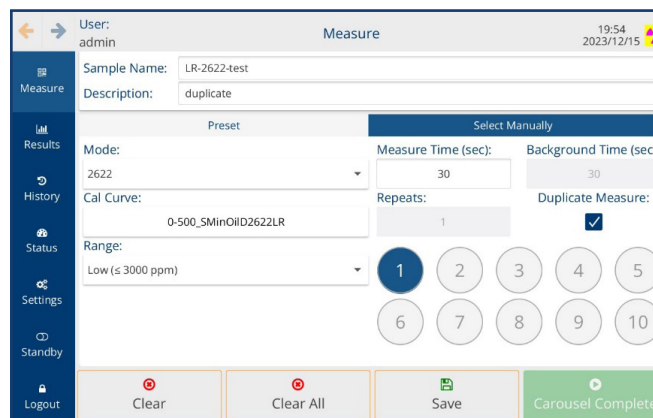 User:
admin
Measure
19:54
2023/12/15
Measure
Results
History
Status
Settings
Standby
Logout
Sample Name:
LR-2622-test
Description:
duplicate
Preset
Select Manually
Mode:
2622
Cal Curve:
0-500_SMinOilD2622LR
Range:
Low (≤ 3000 ppm)
Measure Time (sec):
Background Time (sec
30
30
Repeats:
Duplicate Measure:
1
1 2 3 4 5
6 7 8 9 10
Clear
Clear All
Save
Carousel Complete